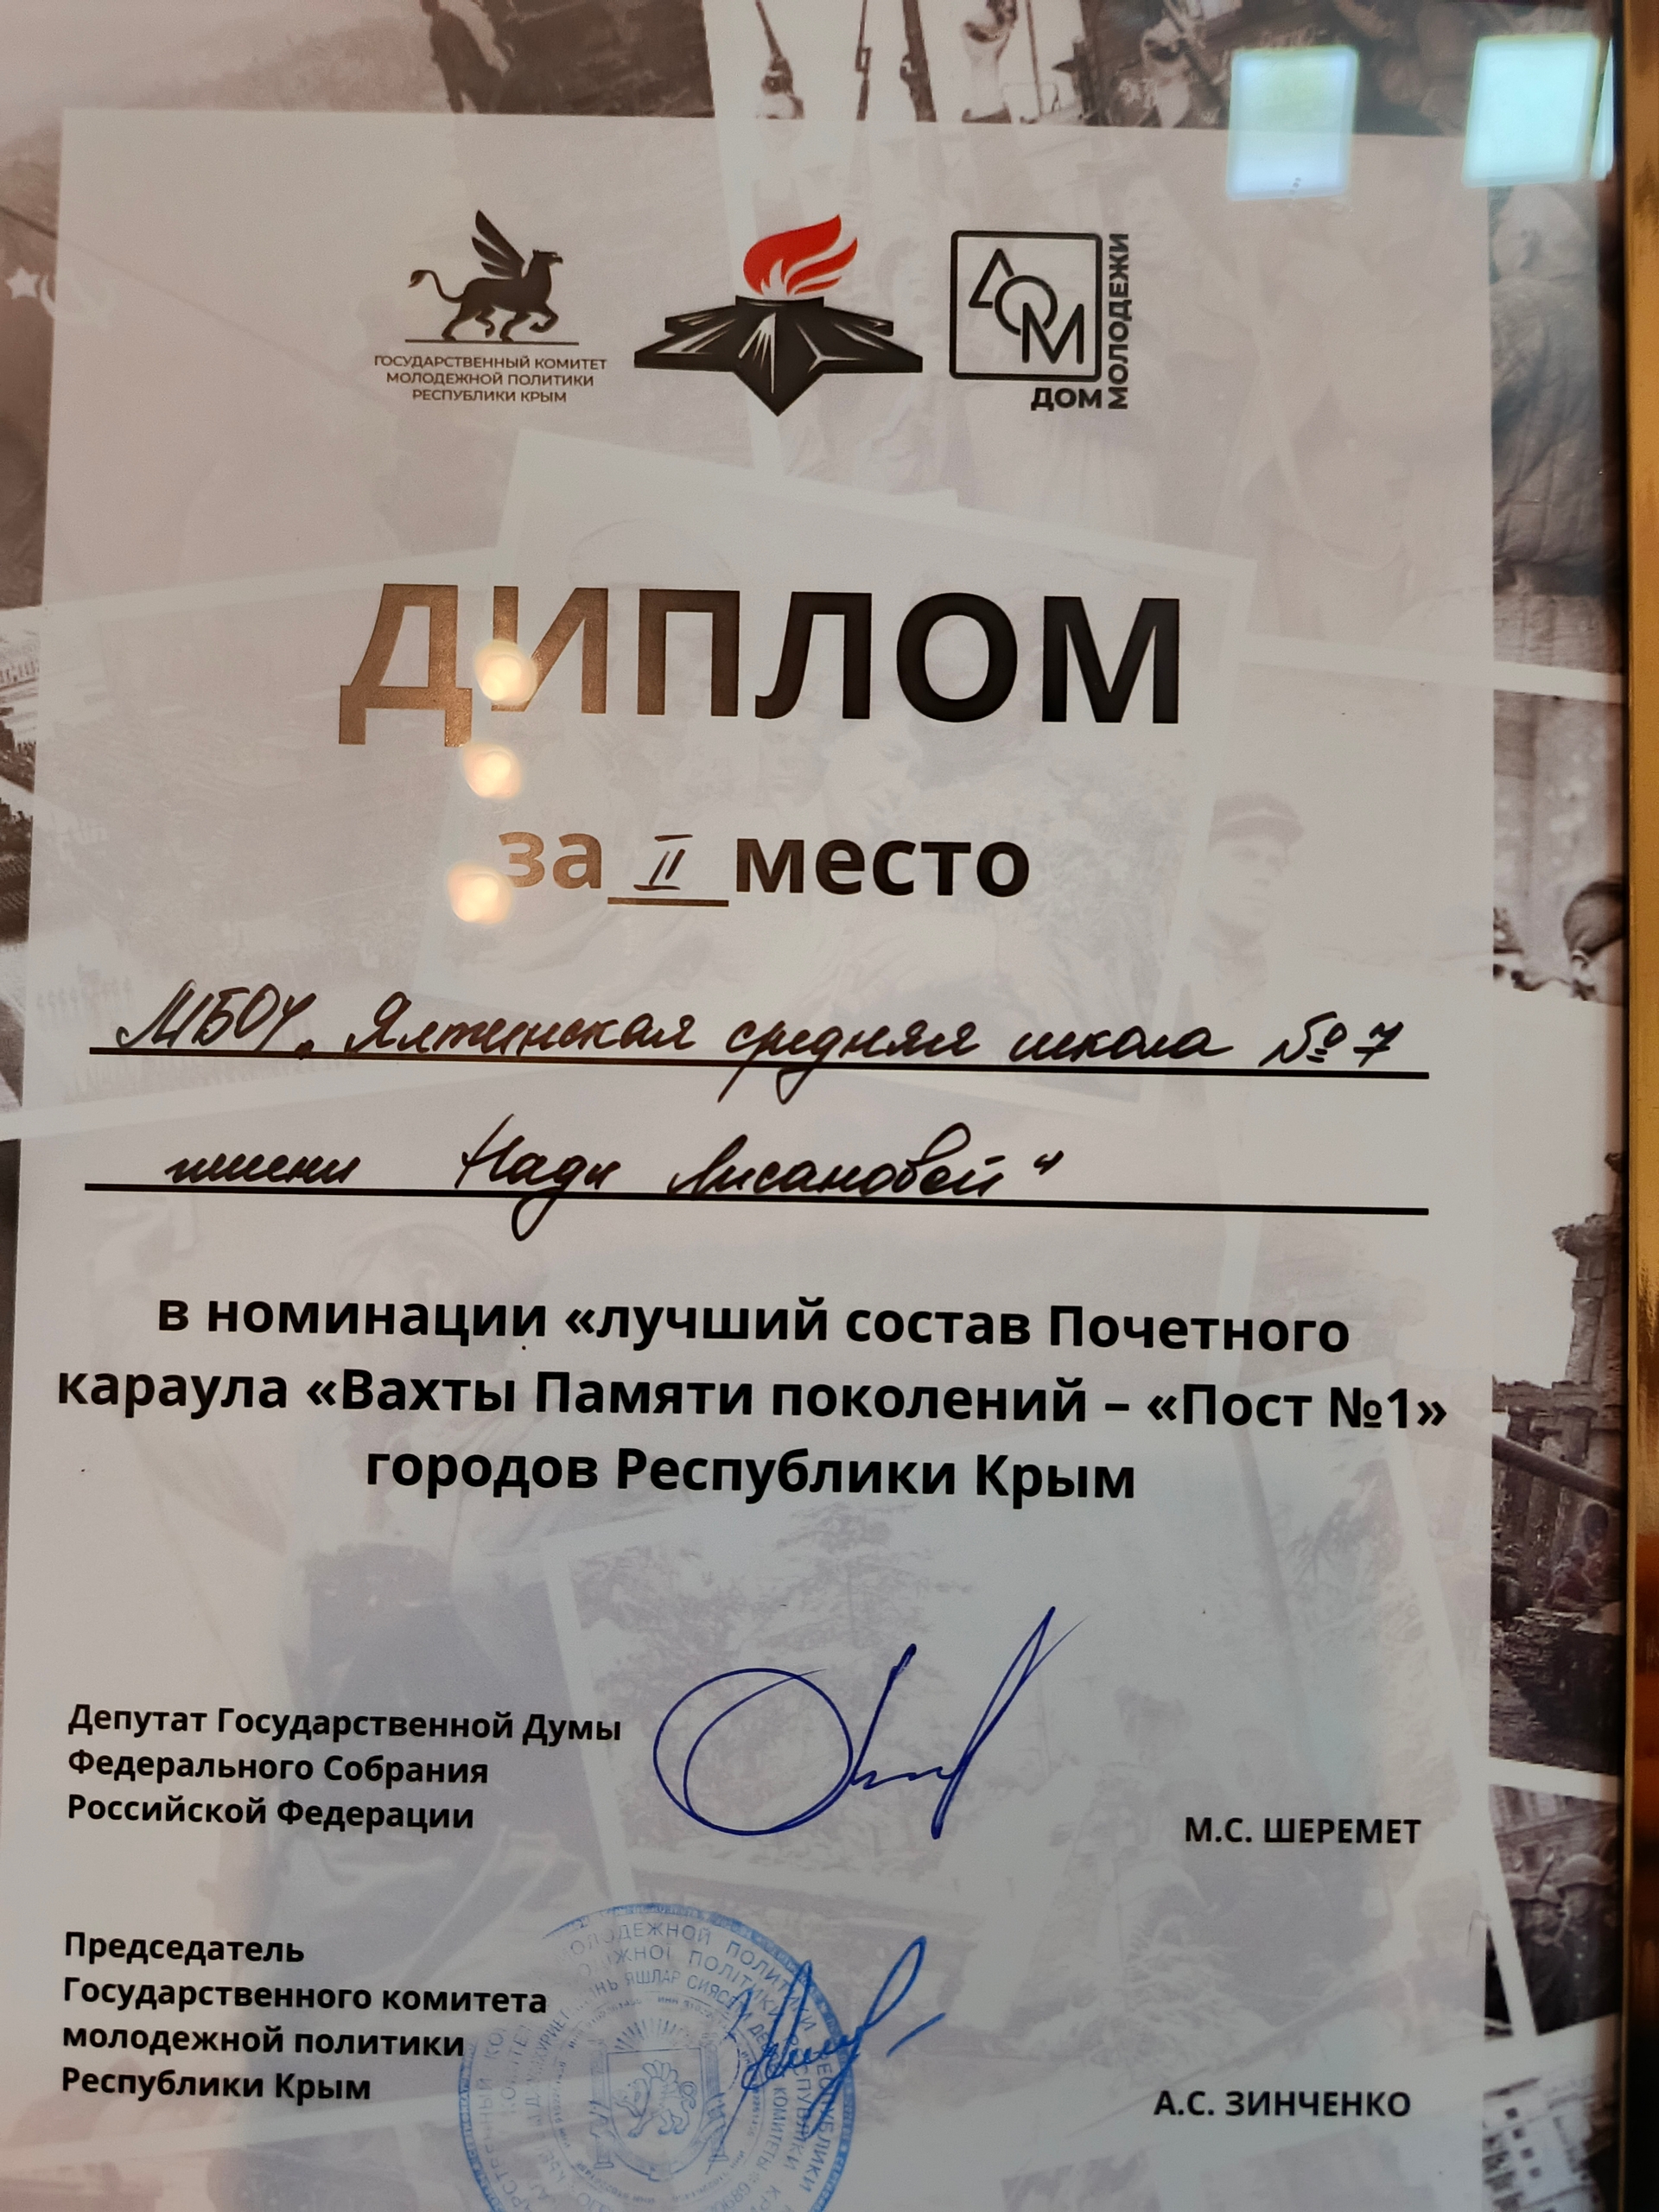 ГОСУДАРСТВЕННЫЙ КОМИТЕТ
МОЛОДЕЖНОЙ ПОЛИТИКИ
РЕСПУБЛИКИ КРЫМ
ДОМ
ДОМ
МОЛОДЕЖИ
ДИПЛОМ
за II место
МБОУ „Ялтинская средняя школа №7
имени Нади Лисановой“
в номинации «лучший состав Почетного
караула «Вахты Памяти поколений – «Пост №1»
городов Республики Крым
Депутат Государственной Думы
Федерального Собрания
Российской Федерации
М.С. ШЕРЕМЕТ
Председатель
Государственного комитета
молодежной политики
Республики Крым
А.С. ЗИНЧЕНКО